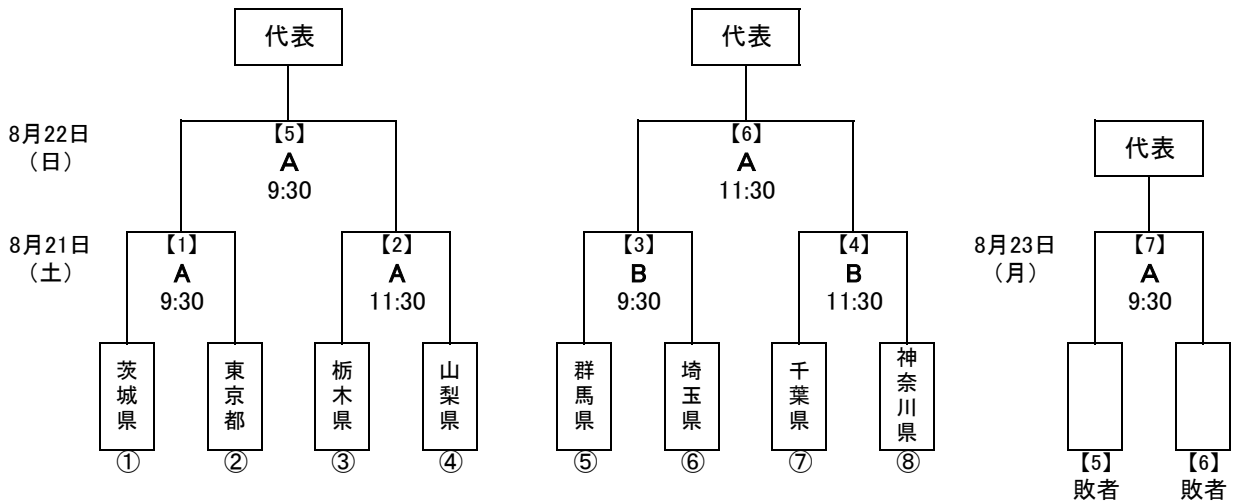 代表
代表
8月22日
（日）
【5】
A
9:30
【6】
A
11:30
代表
8月21日
（土）
【1】
A
9:30
【2】
A
11:30
【3】
B
9:30
【4】
B
11:30
8月23日
（月）
【7】
A
9:30
茨城県
東京都
栃木県
山梨県
群馬県
埼玉県
千葉県
神奈川県
①
②
③
④
⑤
⑥
⑦
⑧
【5】
敗者
【6】
敗者